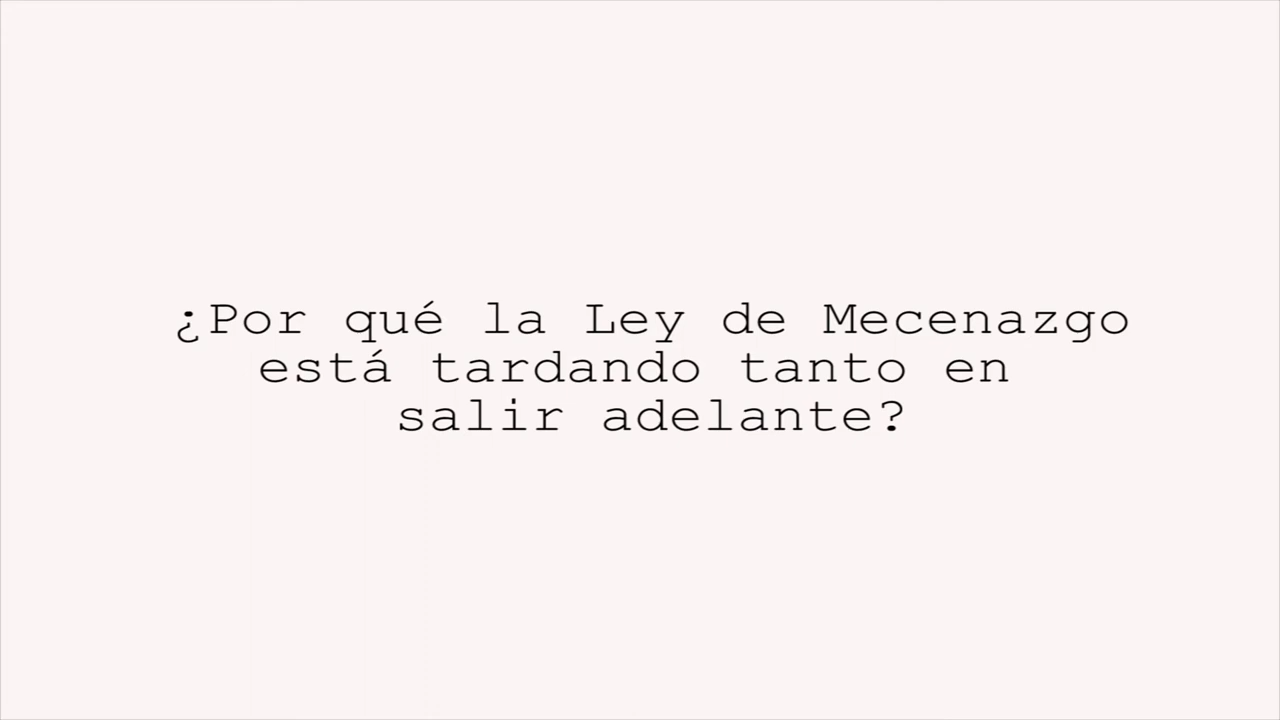 ¿Por qué la Ley de Mecenazgo
está tardando tanto en
salir adelante?